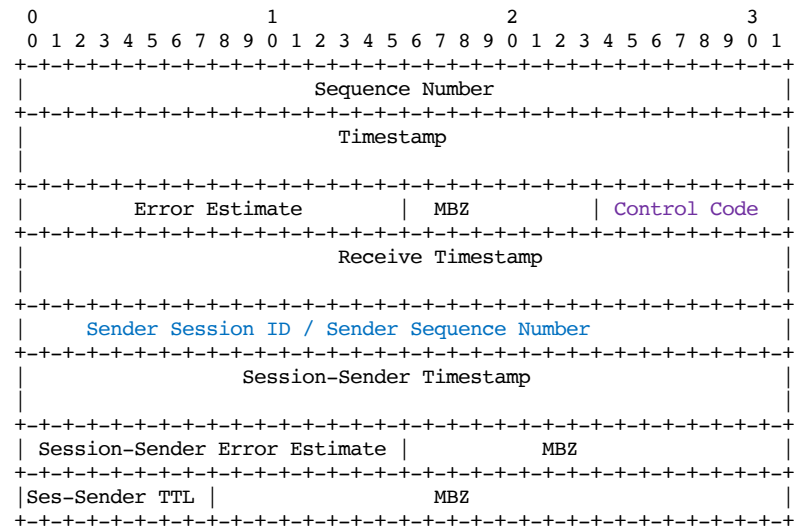 0                   1                   2                   3
 0 1 2 3 4 5 6 7 8 9 0 1 2 3 4 5 6 7 8 9 0 1 2 3 4 5 6 7 8 9 0 1
+-+-+-+-+-+-+-+-+-+-+-+-+-+-+-+-+-+-+-+-+-+-+-+-+-+-+-+-+-+-+-+-+
|                        Sequence Number                        |
+-+-+-+-+-+-+-+-+-+-+-+-+-+-+-+-+-+-+-+-+-+-+-+-+-+-+-+-+-+-+-+-+
|                          Timestamp                            |
|                                                               |
+-+-+-+-+-+-+-+-+-+-+-+-+-+-+-+-+-+-+-+-+-+-+-+-+-+-+-+-+-+-+-+-+
|         Error Estimate        |  MBZ          | Control Code  |
+-+-+-+-+-+-+-+-+-+-+-+-+-+-+-+-+-+-+-+-+-+-+-+-+-+-+-+-+-+-+-+-+
|                          Receive Timestamp                    |
|                                                               |
+-+-+-+-+-+-+-+-+-+-+-+-+-+-+-+-+-+-+-+-+-+-+-+-+-+-+-+-+-+-+-+-+
|     Sender Session ID / Sender Sequence Number                |
+-+-+-+-+-+-+-+-+-+-+-+-+-+-+-+-+-+-+-+-+-+-+-+-+-+-+-+-+-+-+-+-+
|                  Session-Sender Timestamp                     |
|                                                               |
+-+-+-+-+-+-+-+-+-+-+-+-+-+-+-+-+-+-+-+-+-+-+-+-+-+-+-+-+-+-+-+-+
| Session-Sender Error Estimate |           MBZ                 |
+-+-+-+-+-+-+-+-+-+-+-+-+-+-+-+-+-+-+-+-+-+-+-+-+-+-+-+-+-+-+-+-+
|Ses-Sender TTL |                  MBZ                          |
+-+-+-+-+-+-+-+-+-+-+-+-+-+-+-+-+-+-+-+-+-+-+-+-+-+-+-+-+-+-+-+-+